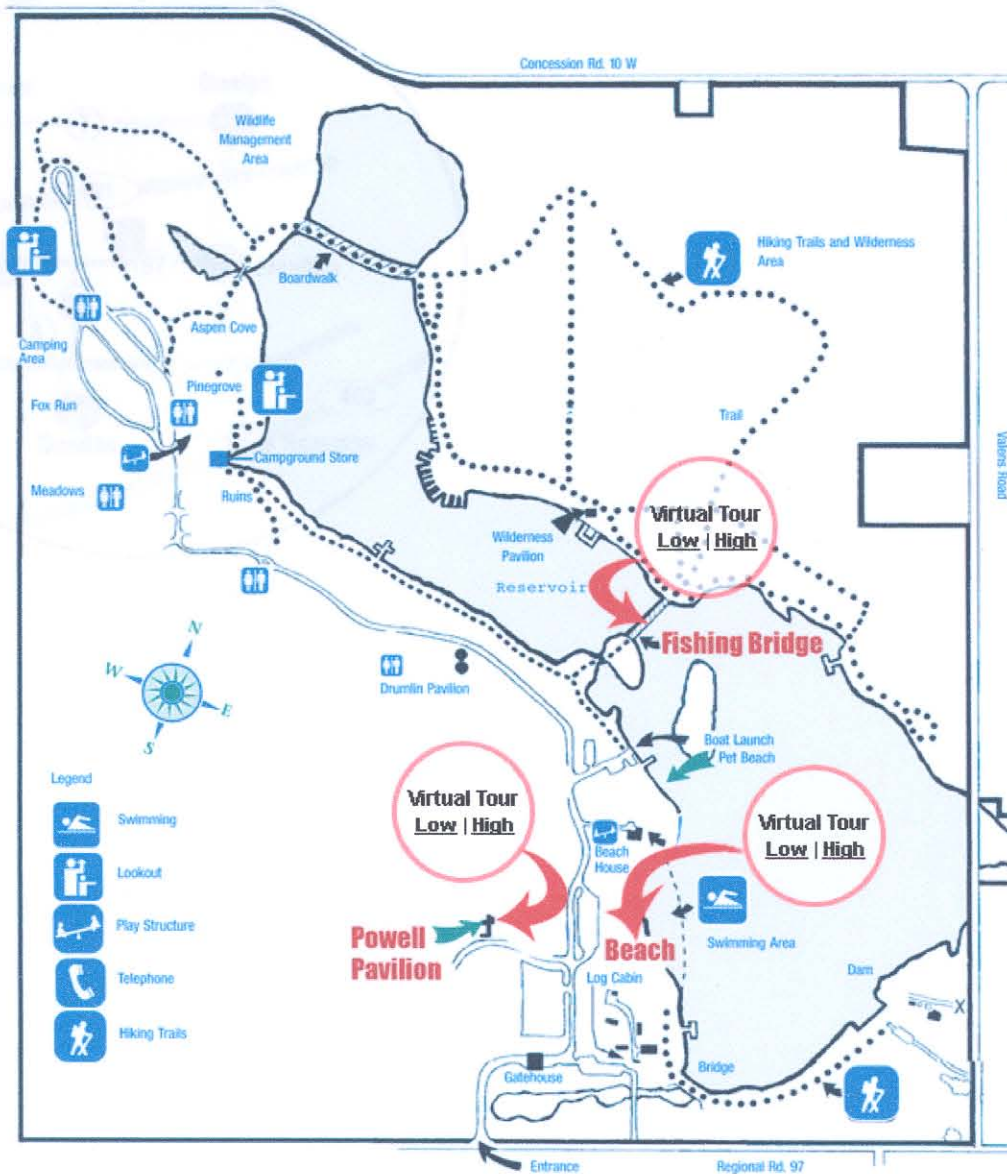 Concession Rd. 10 W
Wildlife
Management
Area
Hiking Trails and Wilderness
Area
Boardwalk
Aspen Cove
Camping
Area
Pinegrove
Fox Run
Trail
Valens Road
Campground Store
Meadows
Ruins
Virtual Tour
Low | High
Wilderness
Pavilion
Reservoir
Fishing Bridge
N
W
E
S
Drumlin Pavilion
Boat Launch
Pet Beach
Legend
Swimming
Lookout
Play Structure
Telephone
Hiking Trails
Virtual Tour
Low | High
Virtual Tour
Low | High
Beach
House
Powell
Pavilion
Beach
Swimming Area
Log Cabin
Dam
X
Bridge
Gatehouse
Entrance
Regional Rd. 97